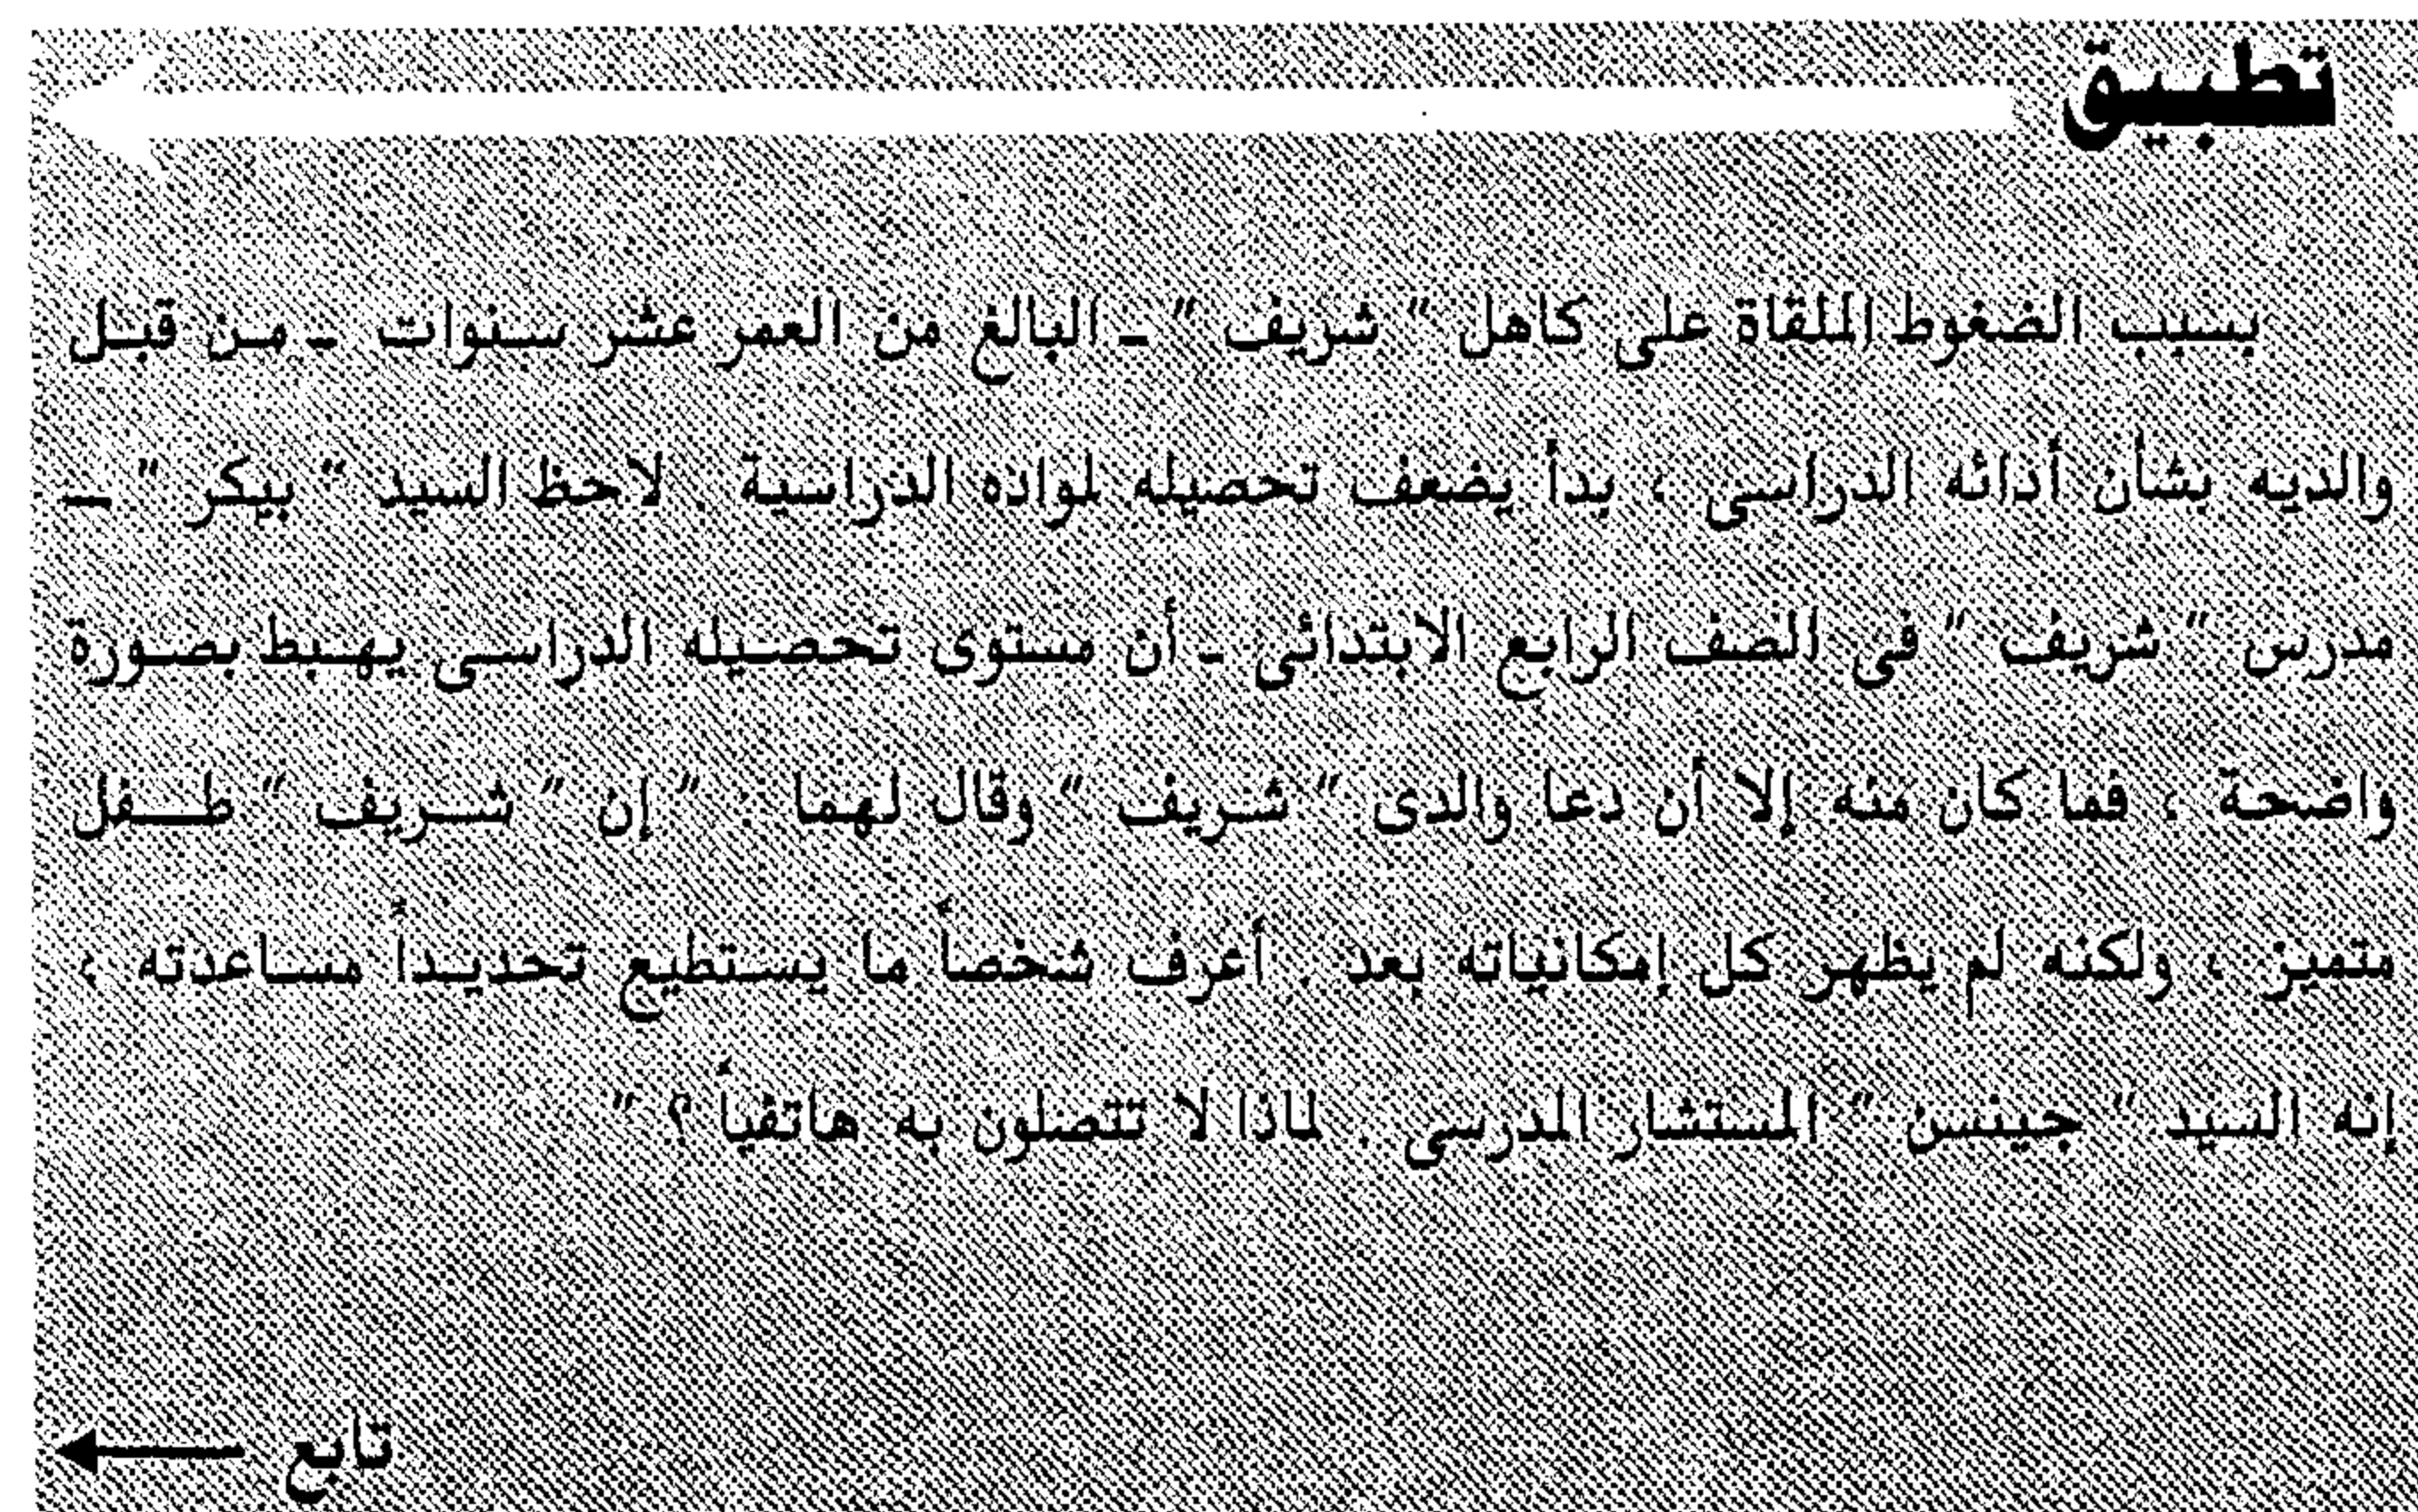 تطبيق
بسبب الضغوط الملقاة على كاهل " شريف " ـ البالغ من العمر عشر سنوات ـ من قبل
والديه بشأن أدائه الدراسى ، بدأ يضعف تحصيله لمواده الدراسية . لاحظ السيد " بيكر " ـ
مدرس " شريف " فى الصف الرابع الابتدائى ـ أن مستوى تحصيله الدراسى يهبط بصورة
واضحة ، فما كان منه إلا أن دعا والدى " شريف " وقال لهما : " إن " شريف " طفل
متميز ، ولكنه لم يظهر كل إمكانياته بعد . أعرف شخصاً ما يستطيع تحديداً مساعدته ؛
إنه السيد " جينسن " المستشار المدرسى . لماذا لا تتصلون به هاتفياً ؟ "
تابع